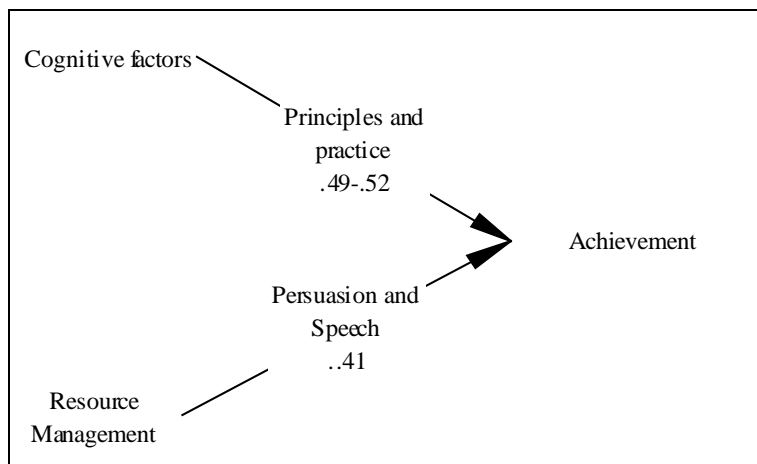 Cognitive factors
Principles and
practice
.49-.52
Achievement
Persuasion and
Speech
..41
Resource
Management